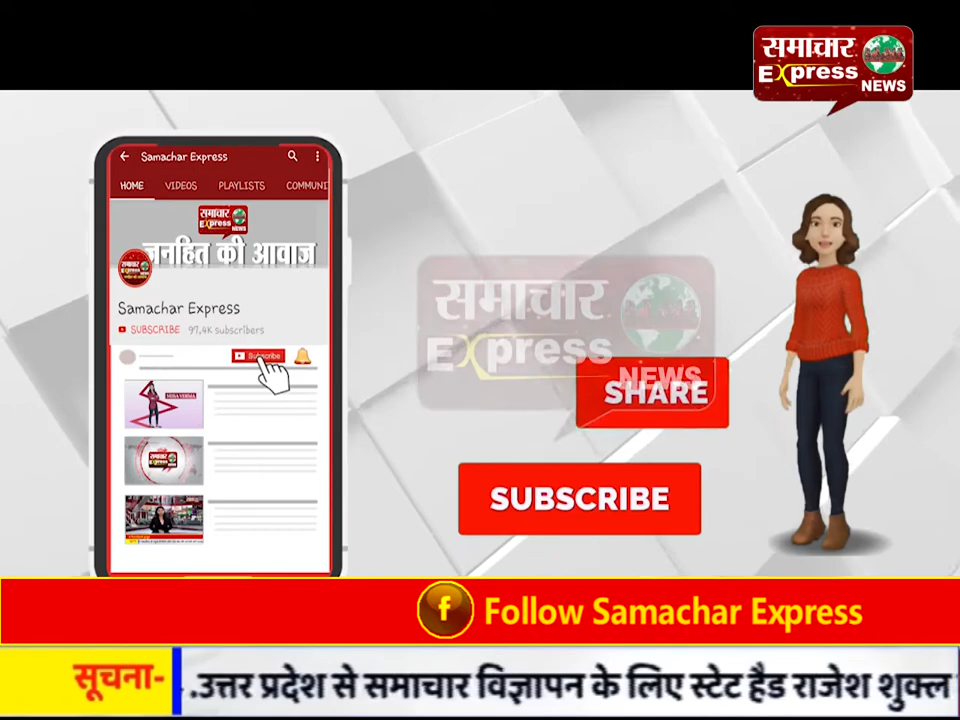 समाचार
Express
NEWS
Samachar Express
HOME VIDEOS PLAYLISTS COMMUNI
समाचार
Express
NEWS
जनहित की आवाज
Samachar Express
SUBSCRIBE 97.4K subscribers
Subscribe
समाचार
Express
NEWS
SHARE
SUBSCRIBE
Follow Samachar Express
सूचना- .उत्तर प्रदेश से समाचार विज्ञापन के लिए स्टेट हैड राजेश शुक्ल